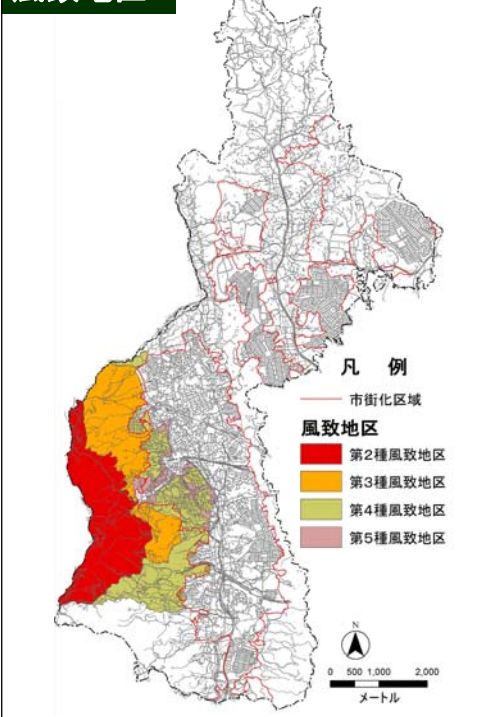 風致地区
凡 例
市街化区域
風致地区
第2種風致地区
第3種風致地区
第4種風致地区
第5種風致地区
N
0 500 1,000 2,000
メートル